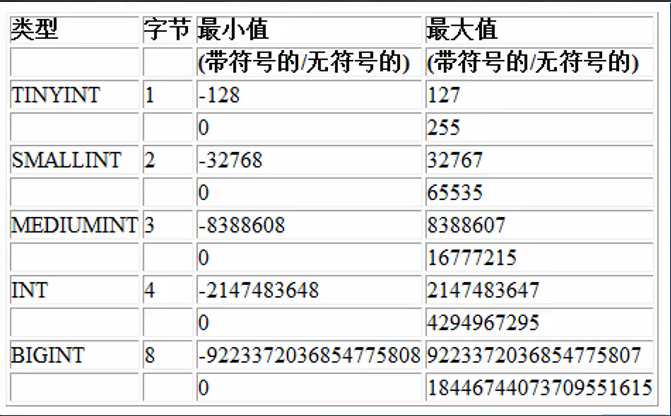 类型 字节 最小值 最大值
(带符号的/无符号的) (带符号的/无符号的)
TINYINT 1 -128 127
0 255
SMALLINT 2 -32768 32767
0 65535
MEDIUMINT 3 -8388608 8388607
0 16777215
INT 4 -2147483648 2147483647
0 4294967295
BIGINT 8 -9223372036854775808 9223372036854775807
0 18446744073709551615